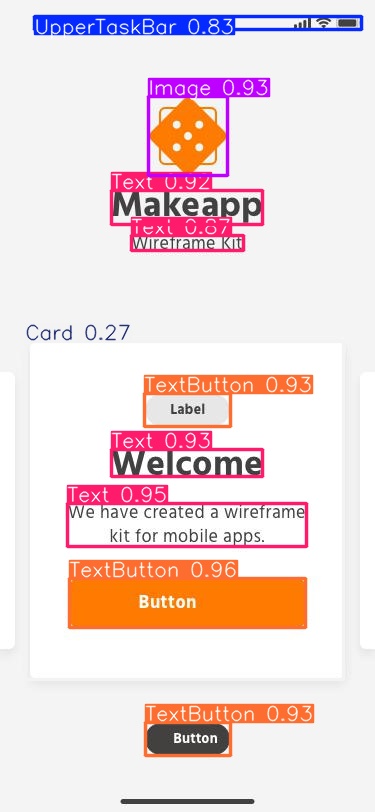 UpperTaskBar 0.83
Image 0.93
Text 0.92
Makeapp
Text 0.87
Wireframe Kit
Card 0.27
TextButton 0.93
Label
Text 0.93
Welcome
Text 0.95
We have created a wireframe
kit for mobile apps.
TextButton 0.96
Button
TextButton 0.93
Button